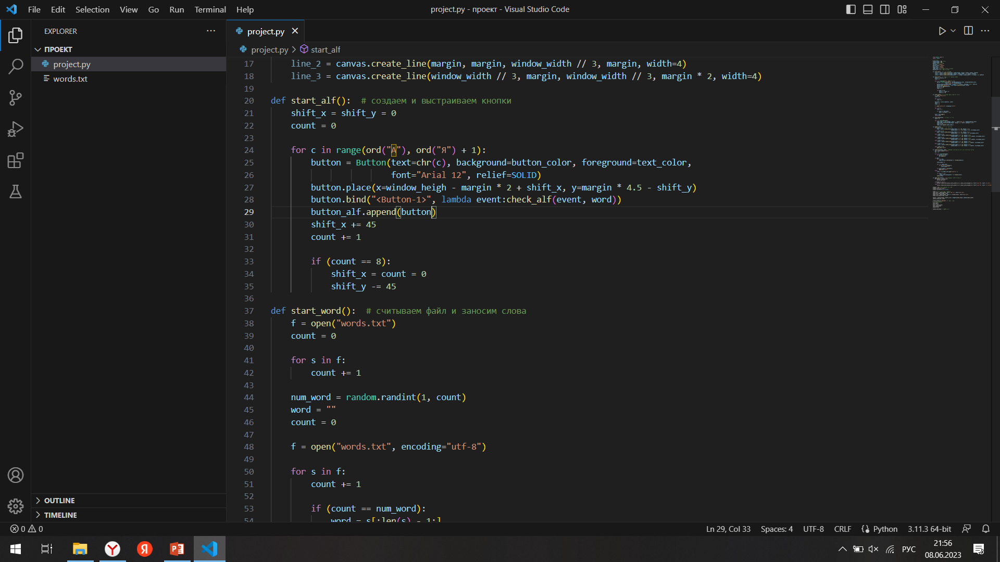 File Edit Selection View Go Run Terminal Help
project.py - проект - Visual Studio Code
EXPLORER
project.py
ПРОЕКТ
project.py
words.txt
project.py > start_alf
17 line_2 = canvas.create_line(margin, margin, window_width // 3, margin, width=4)
18 line_3 = canvas.create_line(window_width // 3, margin, window_width // 3, margin * 2, width=4)
19
20 def start_alf():  # создаем и выстраиваем кнопки
21 shift_x = shift_y = 0
22 count = 0
23
24 for c in range(ord("А"), ord("Я") + 1):
25 button = Button(text=chr(c), background=button_color, foreground=text_color,
26 font="Arial 12", relief=SOLID)
27 button.place(x=window_heigh - margin * 2 + shift_x, y=margin * 4.5 - shift_y)
28 button.bind("<Button-1>", lambda event:check_alf(event, word))
29 button_alf.append(button)
30 shift_x += 45
31 count += 1
32
33 if (count == 8):
34 shift_x = count = 0
35 shift_y -= 45
36
37 def start_word():  # считываем файл и заносим слова
38 f = open("words.txt")
39 count = 0
40
41 for s in f:
42 count += 1
43
44 num_word = random.randint(1, count)
45 word = ""
46 count = 0
47
48 f = open("words.txt", encoding="utf-8")
49
50 for s in f:
51 count += 1
52
53 if (count == num_word):
54 word = s[:len(s) - 1:]
OUTLINE
TIMELINE
0 0
Ln 29, Col 33 Spaces: 4 UTF-8 CRLF Python 3.11.3 64-bit
РУС
21:56
08.06.2023